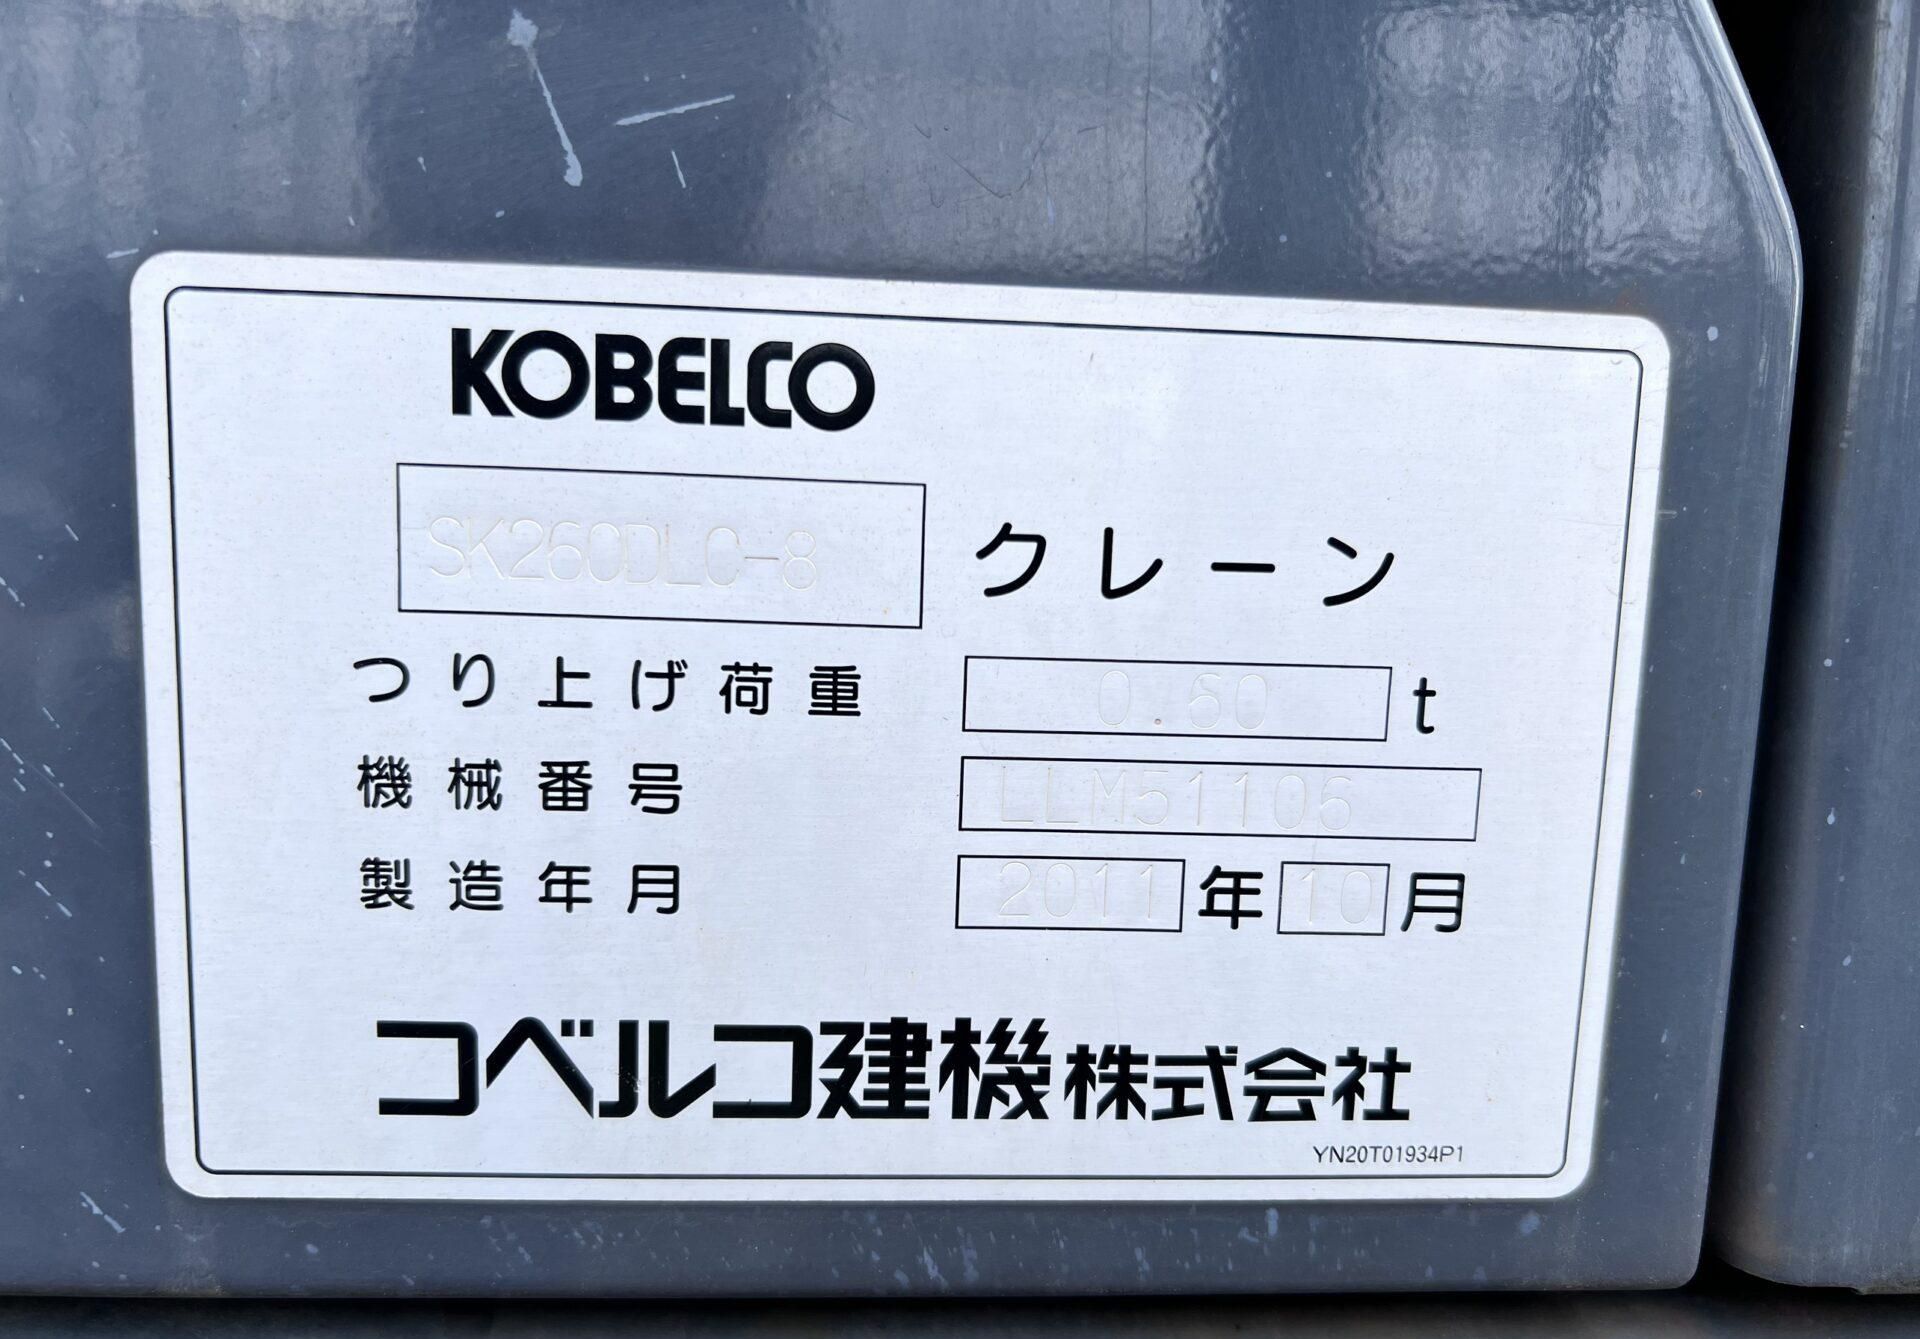 KOBELCO
SK260DLC-8 クレーン
つり上げ荷重 0.60 t
機械番号 LLM51106
製造年月 2011 年 10 月
コベルコ建機株式会社
YN20T01934P1